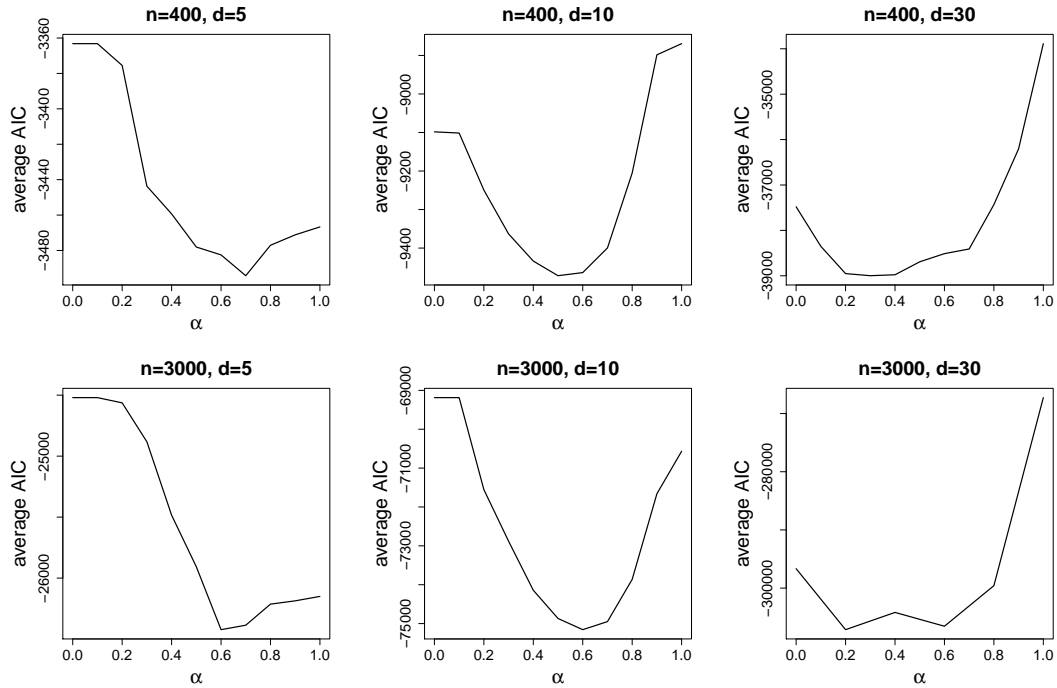 n=400, d=5
average AIC
−3360
−3400
−3440
−3480
0.0 0.2 0.4 0.6 0.8 1.0
α
n=400, d=10
average AIC
−9000
−9200
−9400
0.0 0.2 0.4 0.6 0.8 1.0
α
n=400, d=30
average AIC
−35000
−37000
−39000
0.0 0.2 0.4 0.6 0.8 1.0
α
n=3000, d=5
average AIC
−25000
−26000
0.0 0.2 0.4 0.6 0.8 1.0
α
n=3000, d=10
average AIC
−69000
−71000
−73000
−75000
0.0 0.2 0.4 0.6 0.8 1.0
α
n=3000, d=30
average AIC
−280000
−300000
0.0 0.2 0.4 0.6 0.8 1.0
α